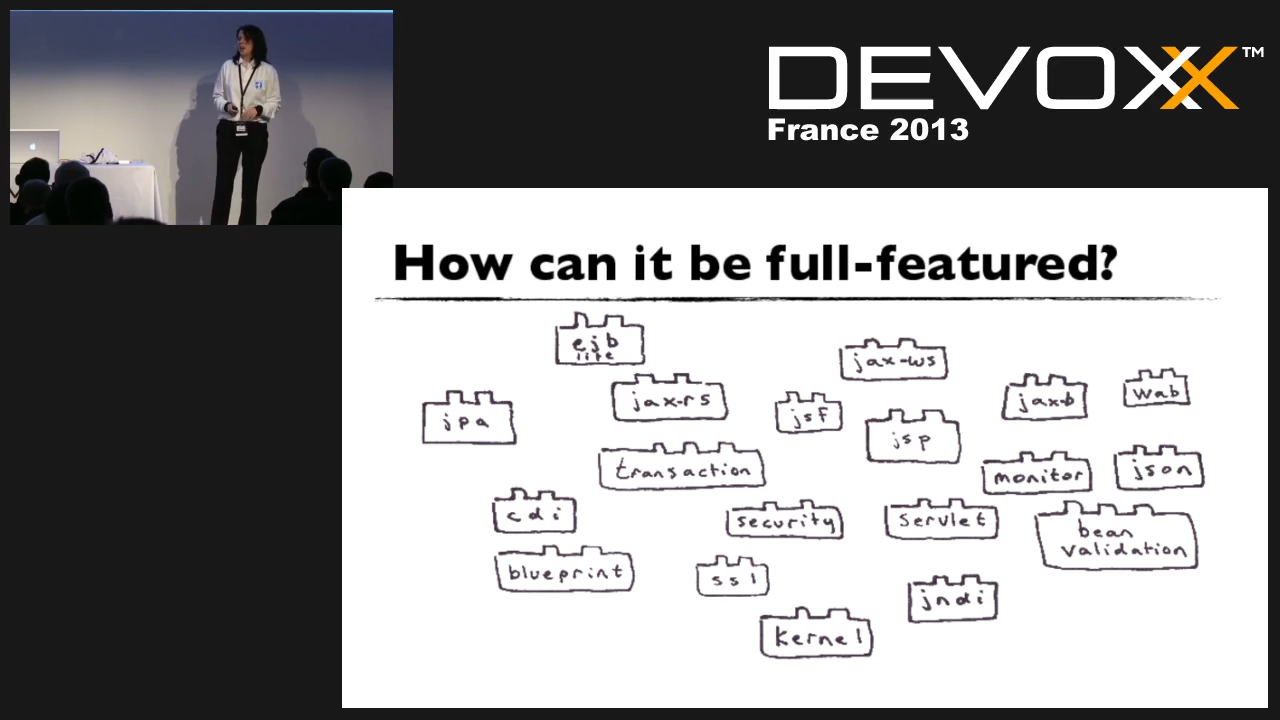 DEVOXX™
France 2013
How can it be full-featured?
ejb
lite
jax-ws
jpa
jax-rs
jsf
jsp
jax-b
wab
transaction
monitor
json
cdi
security
servlet
bean
validation
blueprint
ssl
jndi
kernel